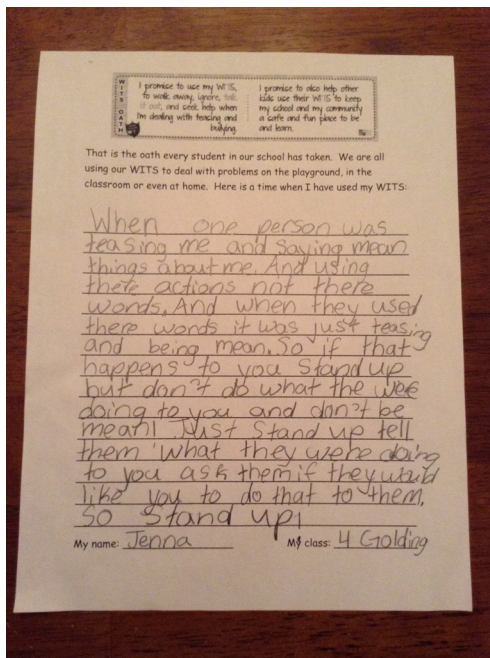 WITS OATH
I promise to use my WITS,
to walk away, ignore, talk
it out, and seek help when
I'm dealing with teasing and
bullying.
I promise to also help other
kids use their WITS to keep
my school and my community
a safe and fun place to be
and learn.
That is the oath every student in our school has taken. We are all
using our WITS to deal with problems on the playground, in the
classroom or even at home. Here is a time when I have used my WITS:
When one person was
teasing me and saying mean
things about me. And using
there actions not there
words. And when they used
there words it was just teasing
and being mean. So if that
happens to you Stand up
but don't do what the were
doing to you and don't be
mean! Just Stand up tell
them what they were doing
to you ask them if they would
like you to do that to them.
SO Stand up!
My name: Jenna My class: 4 Golding